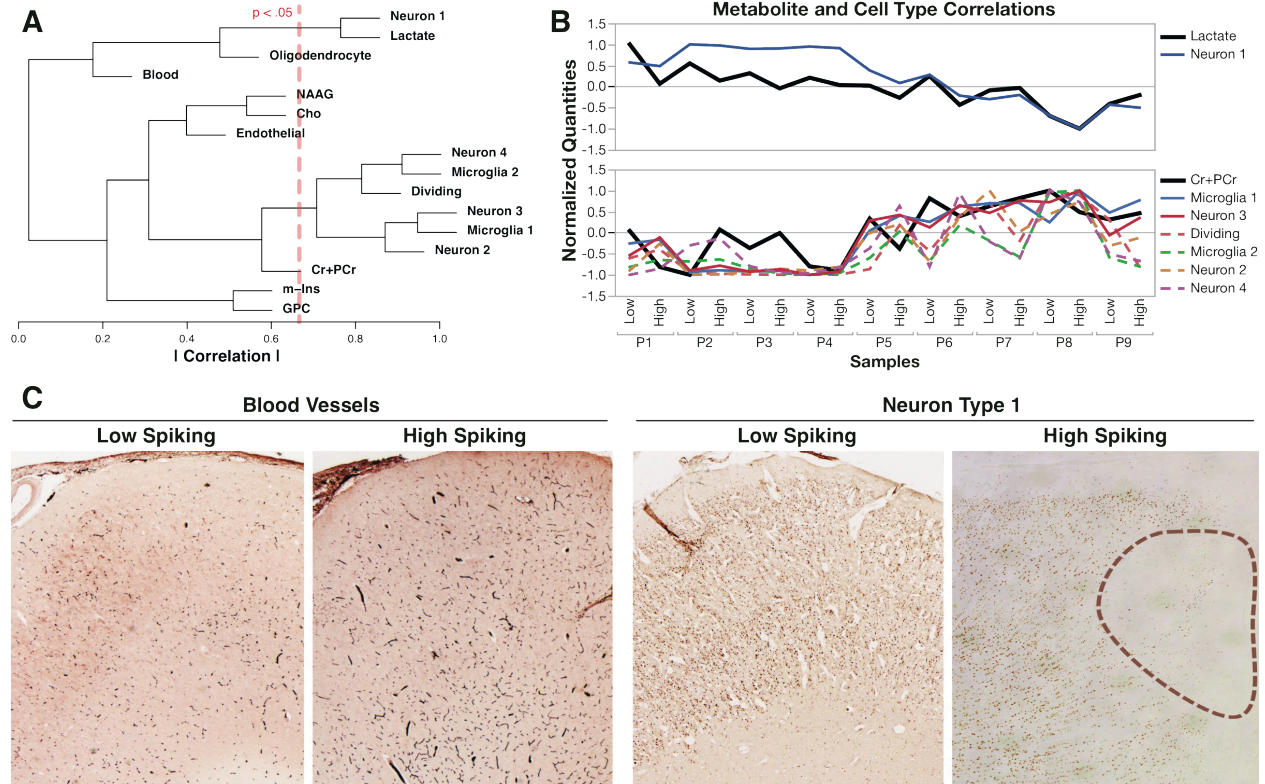 A
p < .05
Neuron 1
Lactate
Oligodendrocyte
Blood
NAAG
Cho
Endothelial
Neuron 4
Microglia 2
Dividing
Neuron 3
Microglia 1
Neuron 2
Cr+PCr
m–Ins
GPC
0.0 0.2 0.4 0.6 0.8 1.0
| Correlation |
B
Metabolite and Cell Type Correlations
Normalized Quantities
1.5
1.0
0.5
0.0
-0.5
-1.0
-1.5
Lactate
Neuron 1
1.5
1.0
0.5
0.0
-0.5
-1.0
-1.5
Cr+PCr
Microglia 1
Neuron 3
Dividing
Microglia 2
Neuron 2
Neuron 4
Low High Low High Low High Low High Low High Low High Low High Low High Low High
P1 P2 P3 P4 P5 P6 P7 P8 P9
Samples
C
Blood Vessels
Low Spiking High Spiking
Neuron Type 1
Low Spiking High Spiking